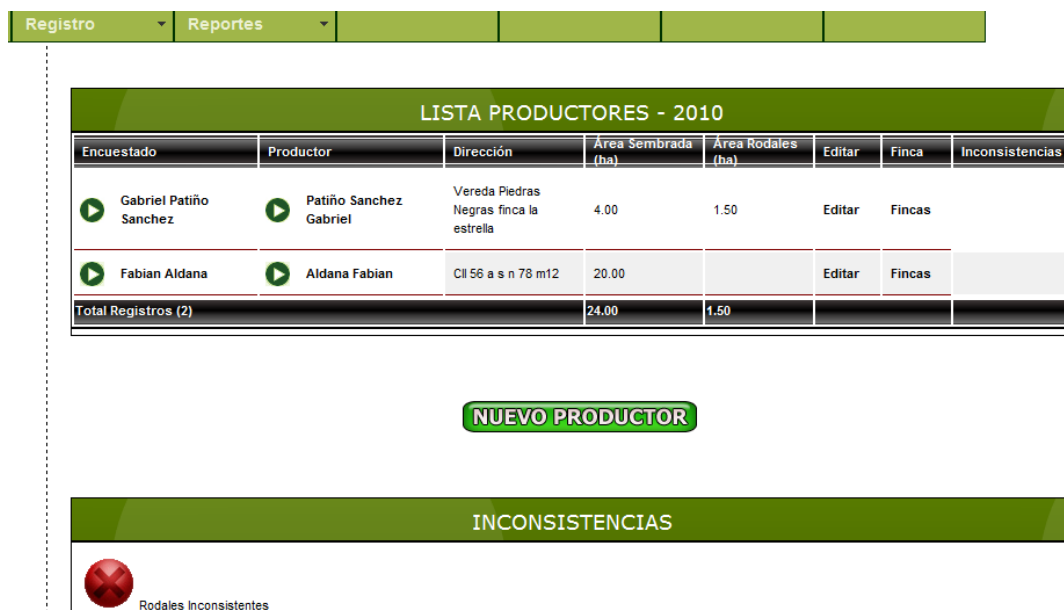 Registro Reportes
LISTA PRODUCTORES - 2010
Encuestado Productor Dirección Área Sembrada (ha) Área Rodales (ha) Editar Finca Inconsistencias
Gabriel Patiño Sanchez Patiño Sanchez Gabriel Vereda Piedras Negras finca la estrella 4.00 1.50 Editar Fincas
Fabian Aldana Aldana Fabian Cll 56 a s n 78 m12 20.00 Editar Fincas
Total Registros (2) 24.00 1.50
NUEVO PRODUCTOR
INCONSISTENCIAS
Rodales Inconsistentes